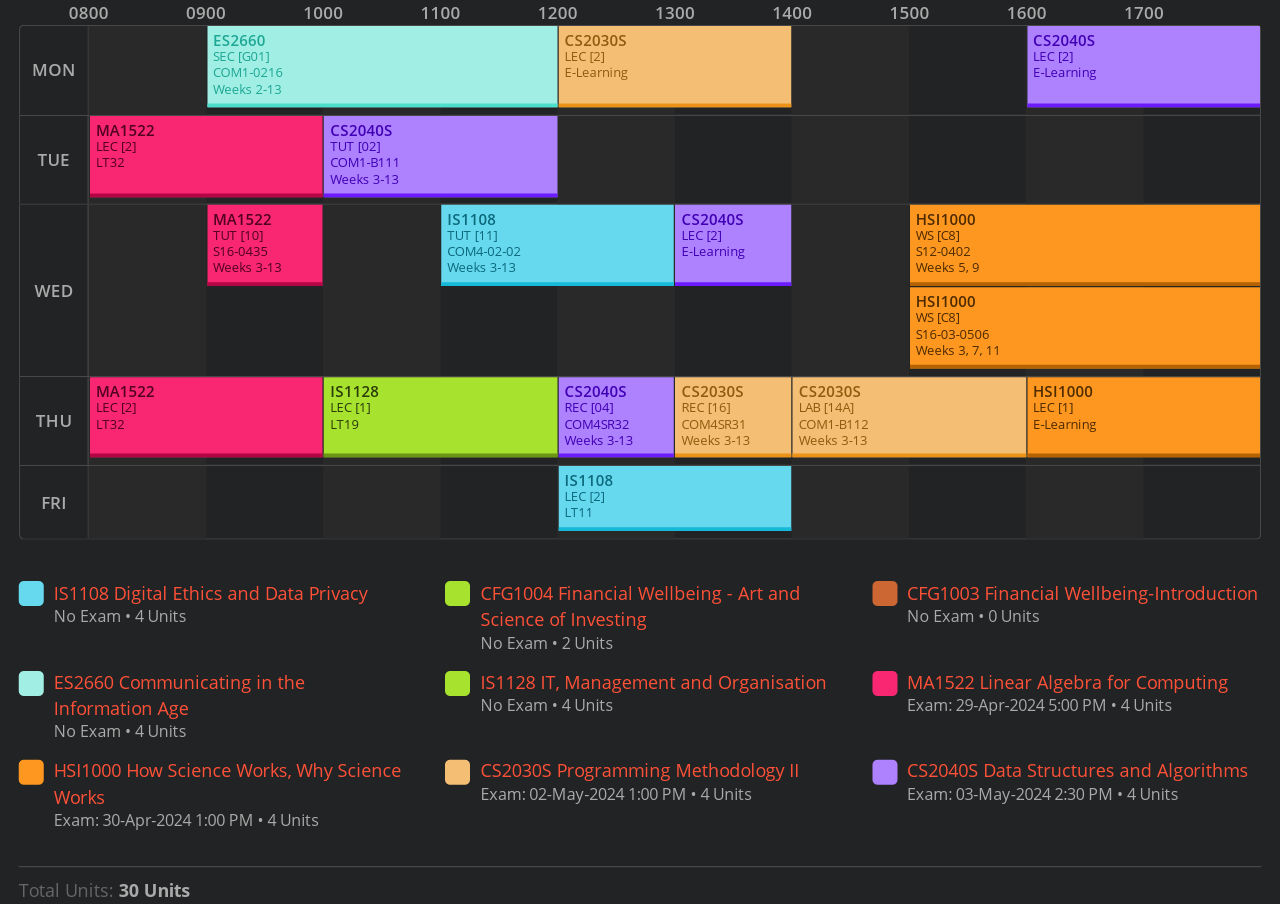 0800 0900 1000 1100 1200 1300 1400 1500 1600 1700
MON
ES2660
SEC [G01]
COM1-0216
Weeks 2-13
CS2030S
LEC [2]
E-Learning
CS2040S
LEC [2]
E-Learning
TUE
MA1522
LEC [2]
LT32
CS2040S
TUT [02]
COM1-B111
Weeks 3-13
WED
MA1522
TUT [10]
S16-0435
Weeks 3-13
IS1108
TUT [11]
COM4-02-02
Weeks 3-13
CS2040S
LEC [2]
E-Learning
HSI1000
WS [C8]
S12-0402
Weeks 5, 9
HSI1000
WS [C8]
S16-03-0506
Weeks 3, 7, 11
THU
MA1522
LEC [2]
LT32
IS1128
LEC [1]
LT19
CS2040S
REC [04]
COM4SR32
Weeks 3-13
CS2030S
REC [16]
COM4SR31
Weeks 3-13
CS2030S
LAB [14A]
COM1-B112
Weeks 3-13
HSI1000
LEC [1]
E-Learning
FRI
IS1108
LEC [2]
LT11
IS1108 Digital Ethics and Data Privacy
No Exam • 4 Units
CFG1004 Financial Wellbeing - Art and
Science of Investing
No Exam • 2 Units
CFG1003 Financial Wellbeing-Introduction
No Exam • 0 Units
ES2660 Communicating in the
Information Age
No Exam • 4 Units
IS1128 IT, Management and Organisation
No Exam • 4 Units
MA1522 Linear Algebra for Computing
Exam: 29-Apr-2024 5:00 PM • 4 Units
HSI1000 How Science Works, Why Science
Works
Exam: 30-Apr-2024 1:00 PM • 4 Units
CS2030S Programming Methodology II
Exam: 02-May-2024 1:00 PM • 4 Units
CS2040S Data Structures and Algorithms
Exam: 03-May-2024 2:30 PM • 4 Units
Total Units: 30 Units